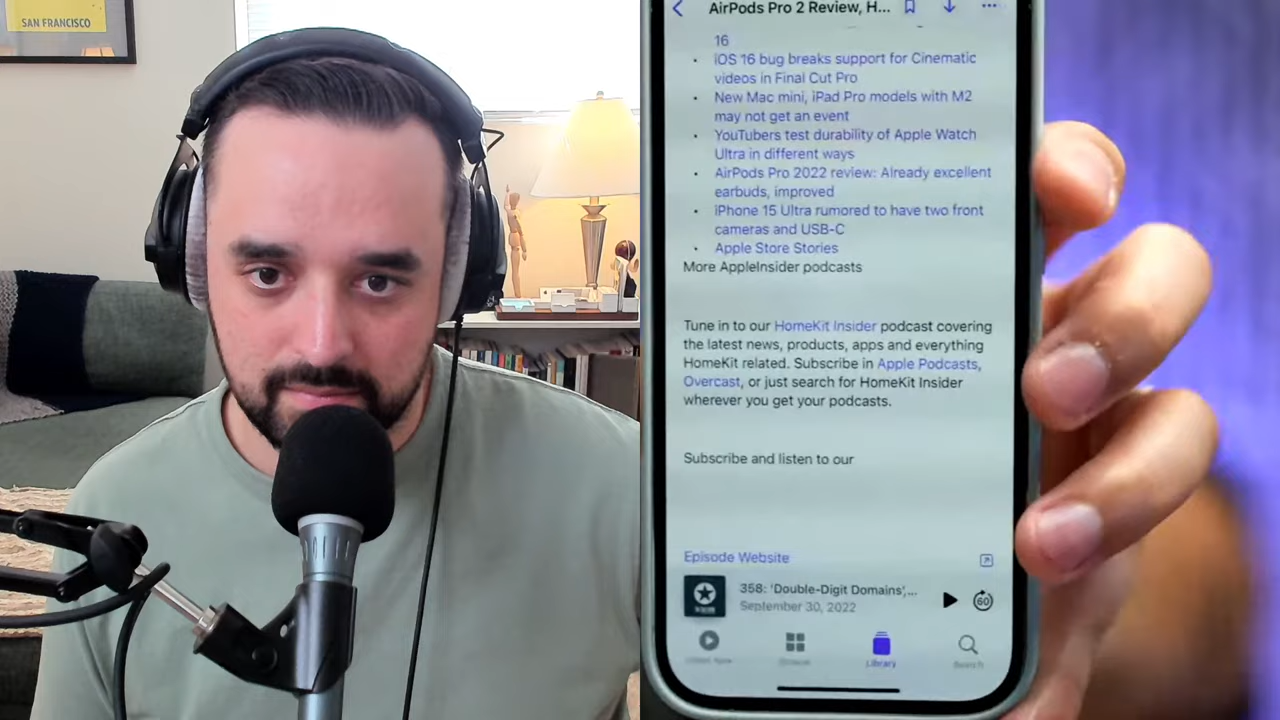 SAN FRANCISCO
AirPods Pro 2 Review, H...
16
iOS 16 bug breaks support for Cinematic
videos in Final Cut Pro
New Mac mini, iPad Pro models with M2
may not get an event
YouTubers test durability of Apple Watch
Ultra in different ways
AirPods Pro 2022 review: Already excellent
earbuds, improved
iPhone 15 Ultra rumored to have two front
cameras and USB-C
Apple Store Stories
More AppleInsider podcasts
Tune in to our HomeKit Insider podcast covering
the latest news, products, apps and everything
HomeKit related. Subscribe in Apple Podcasts,
Overcast, or just search for HomeKit Insider
wherever you get your podcasts.
Subscribe and listen to our
Episode Website
358: ‘Double-Digit Domains’,...
September 30, 2022
60
Library
Search